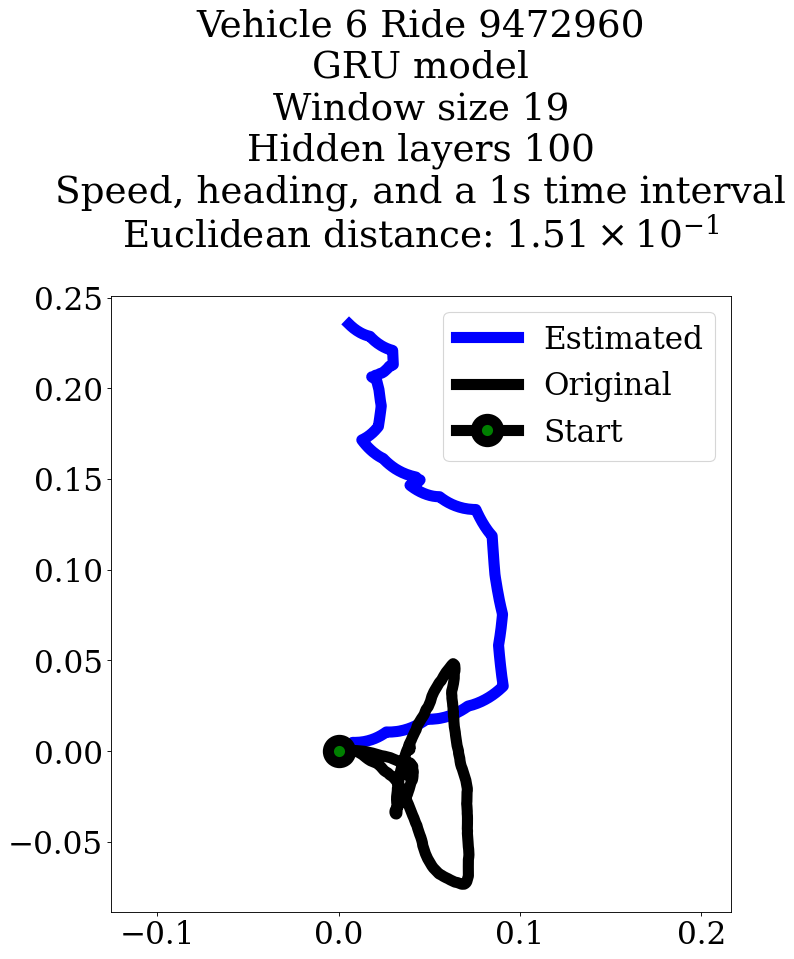 Vehicle 6 Ride 9472960
GRU model
Window size 19
Hidden layers 100
Speed, heading, and a 1s time interval
Euclidean distance: 1.51 × 10⁻¹
0.25
0.20
0.15
0.10
0.05
0.00
−0.05
Estimated
Original
Start
−0.1
0.0
0.1
0.2